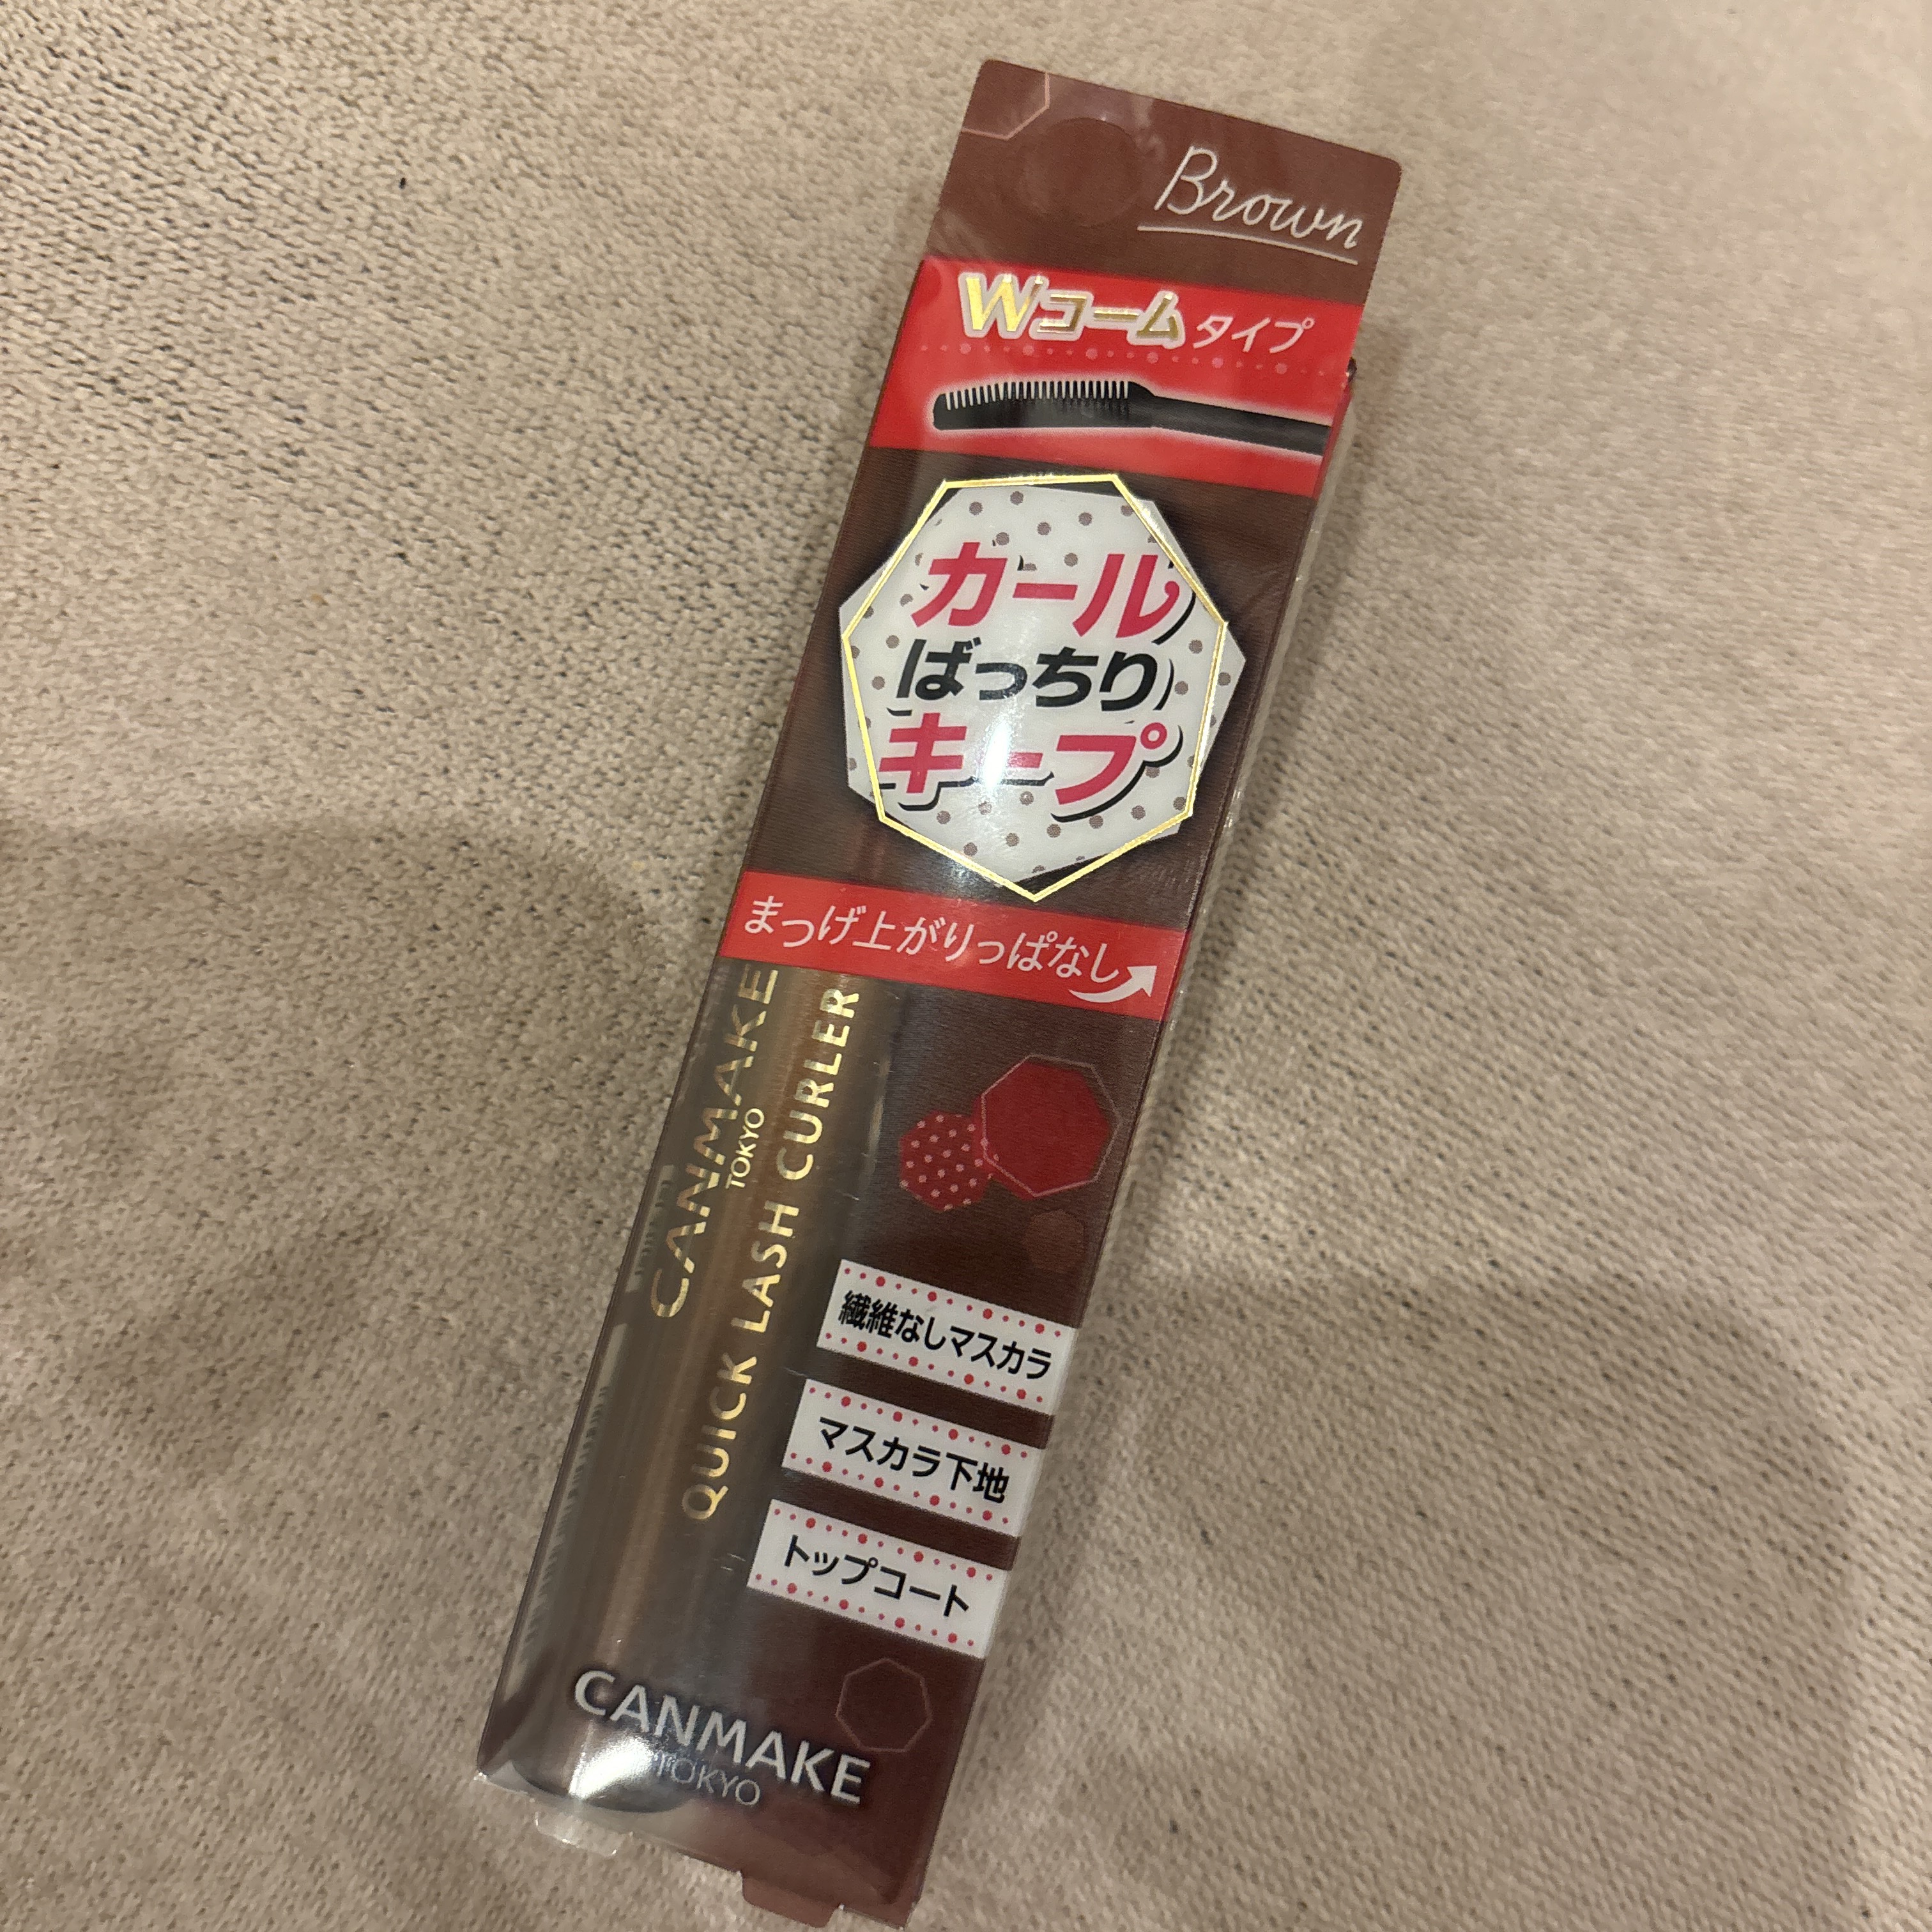 Brown
Wコームタイプ
カール
ばっちり
キープ
まつげ上がりっぱなし
CANMAKE
TOKYO
QUICK LASH CURLER
繊維なしマスカラ
マスカラ下地
トップコート
CANMAKE
TOKYO